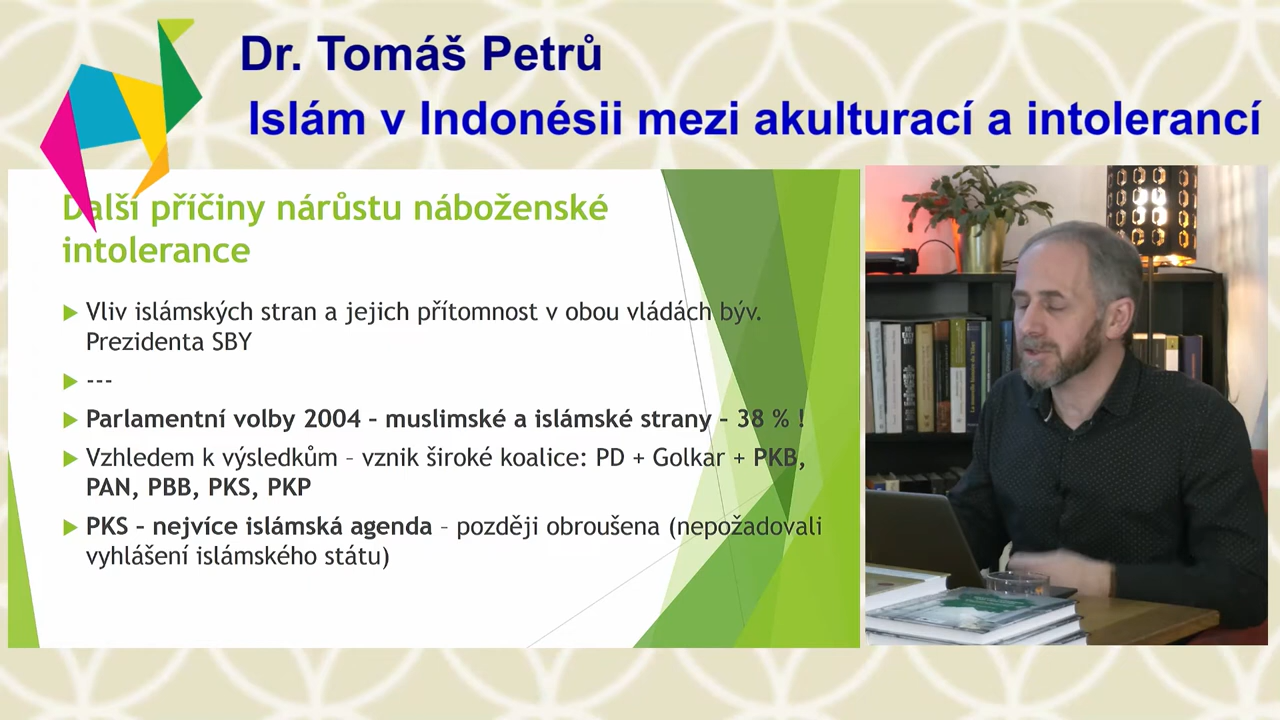 Dr. Tomáš Petrů
Islám v Indonésii mezi akulturací a intolerancí
Další příčiny nárůstu náboženské
intolerance
Vliv islámských stran a jejich přítomnost v obou vládách býv.
Prezidenta SBY
---
Parlamentní volby 2004 – muslimské a islámské strany – 38 % !
Vzhledem k výsledkům – vznik široké koalice: PD + Golkar + PKB,
PAN, PBB, PKS, PKP
PKS – nejvíce islámská agenda – později obroušena (nepožadovali
vyhlášení islámského státu)